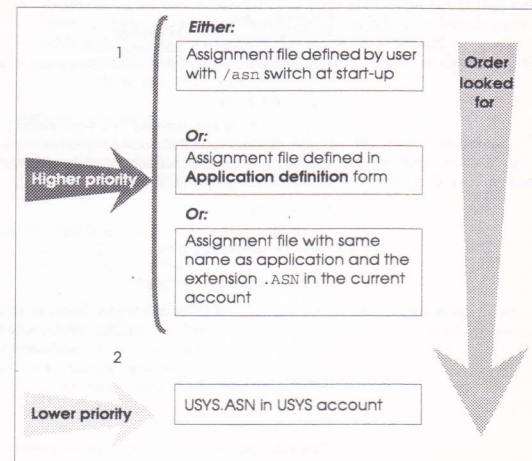 Either:
1
Assignment file defined by user
with /asn switch at start-up
Order
looked
for
Or:
Assignment file defined in
Application definition form
Higher priority
Or:
Assignment file with same
name as application and the
extension .ASN in the current
account
2
Lower priority
USYS.ASN in USYS account